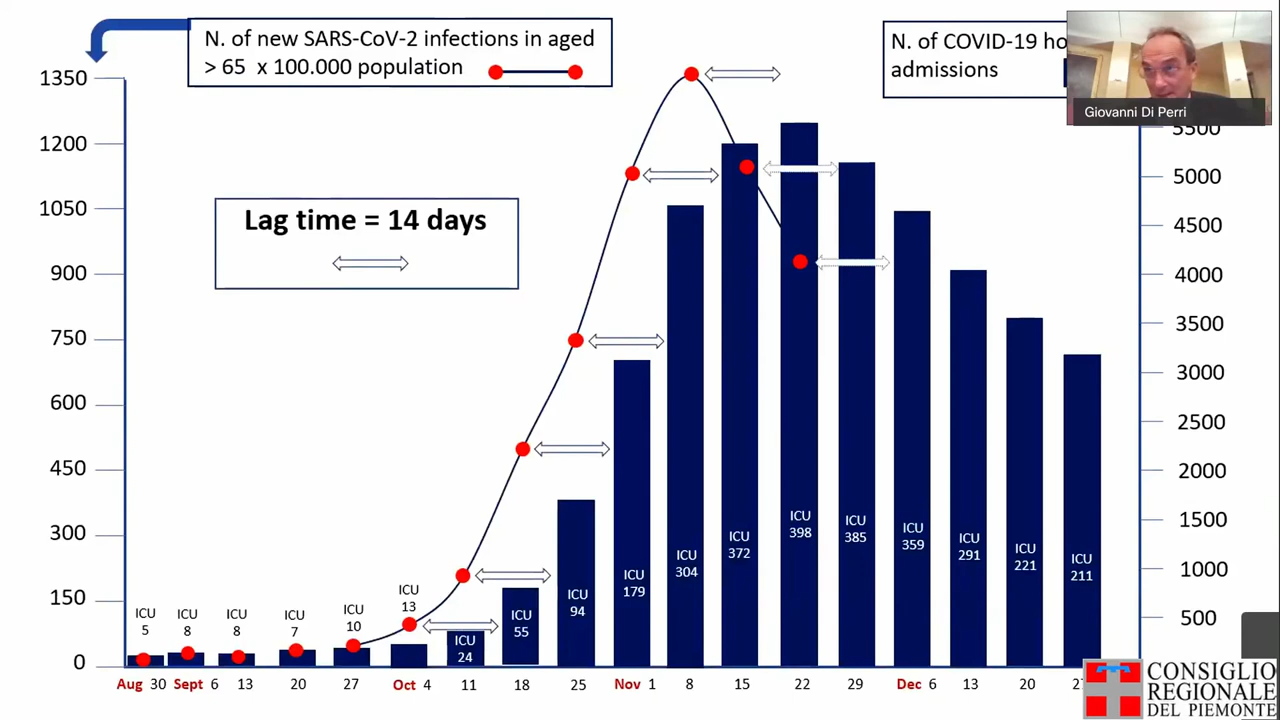 N. of new SARS-CoV-2 infections in aged
> 65 x 100.000 population
N. of COVID-19
admissions
Giovanni Di Perri
Lag time = 14 days
1350
1200
1050
900
750
600
450
300
150
0
5500
5000
4500
4000
3500
3000
2500
2000
1500
1000
500
ICU
5
ICU
8
ICU
8
ICU
7
ICU
10
ICU
13
ICU
24
ICU
55
ICU
94
ICU
179
ICU
304
ICU
372
ICU
398
ICU
385
ICU
359
ICU
291
ICU
221
ICU
211
Aug 30 Sept 6 13 20 27 Oct 4 11 18 25 Nov 1 8 15 22 29 Dec 6 13 20
CONSIGLIO
REGIONALE
DEL PIEMONTE